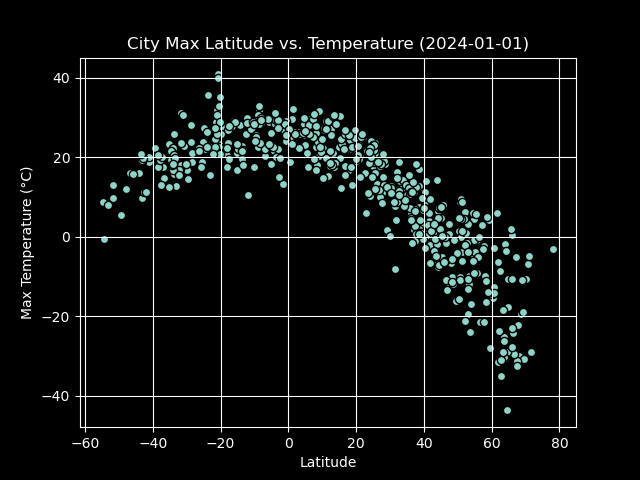 City Max Latitude vs. Temperature (2024-01-01)
Max Temperature (°C)
40
20
0
−20
−40
−60 −40 −20 0 20 40 60 80
Latitude